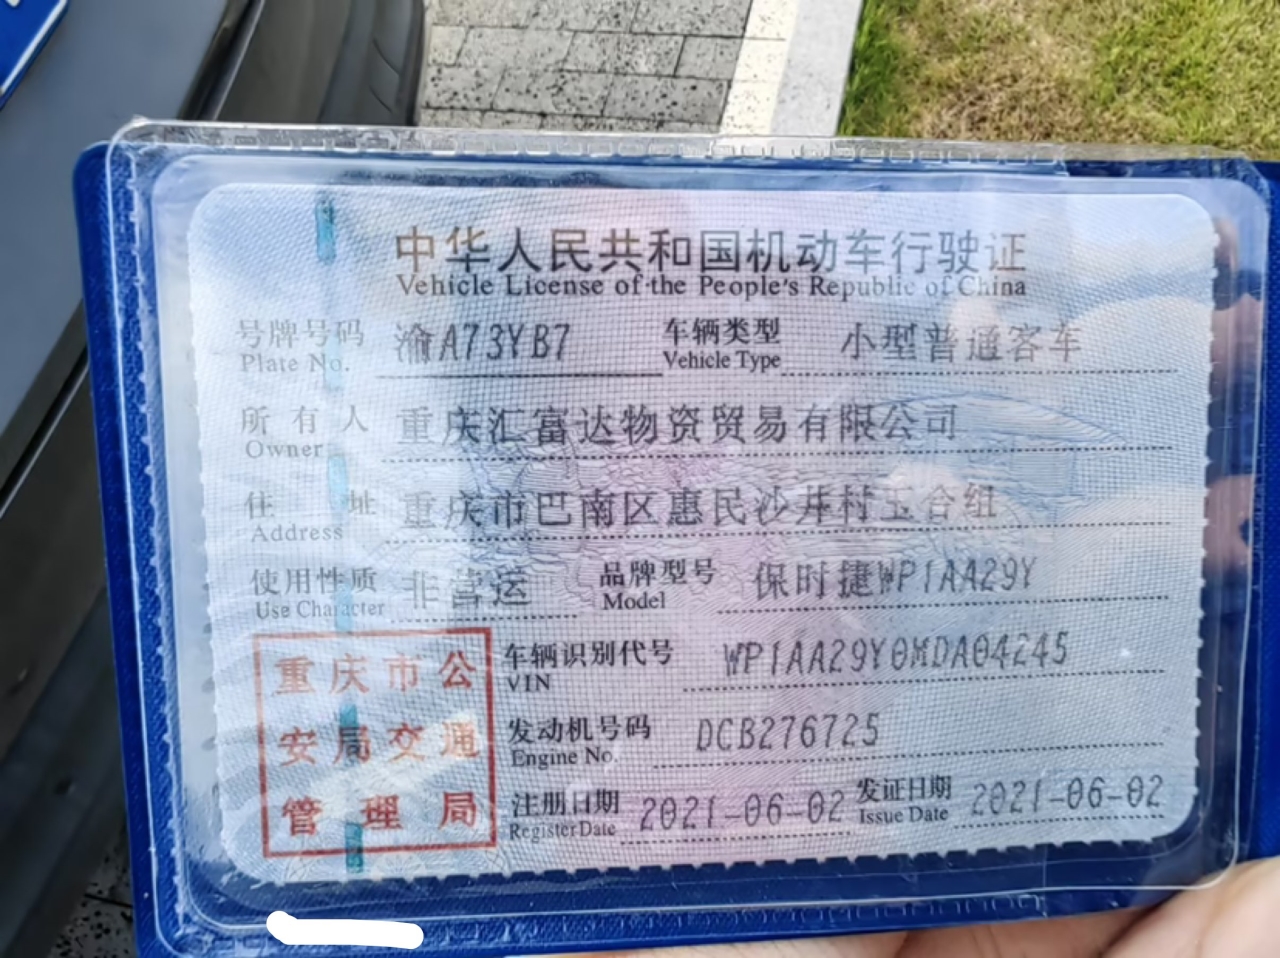 中华人民共和国机动车行驶证
Vehicle License of the People's Republic of China
号牌号码 渝A73YB7 车辆类型 小型普通客车
Plate No. Vehicle Type
所有人 重庆汇富达物资贸易有限公司
Owner
住址 重庆市巴南区惠民沙井村玉合组
Address
使用性质 非营运 品牌型号 保时捷WP1AA29Y
Use Character Model
重庆市公 车辆识别代号 WP1AA29Y0MDA04245
VIN
安局交通 发动机号码 DCB276725
Engine No.
管理局 注册日期 2021-06-02 发证日期 2021-06-02
Register Date Issue Date